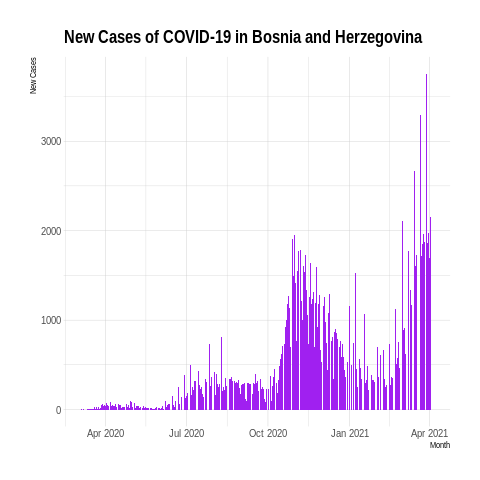 New Cases of COVID-19 in Bosnia and Herzegovina
New Cases
3000
2000
1000
0
Apr 2020
Jul 2020
Oct 2020
Jan 2021
Apr 2021
Month